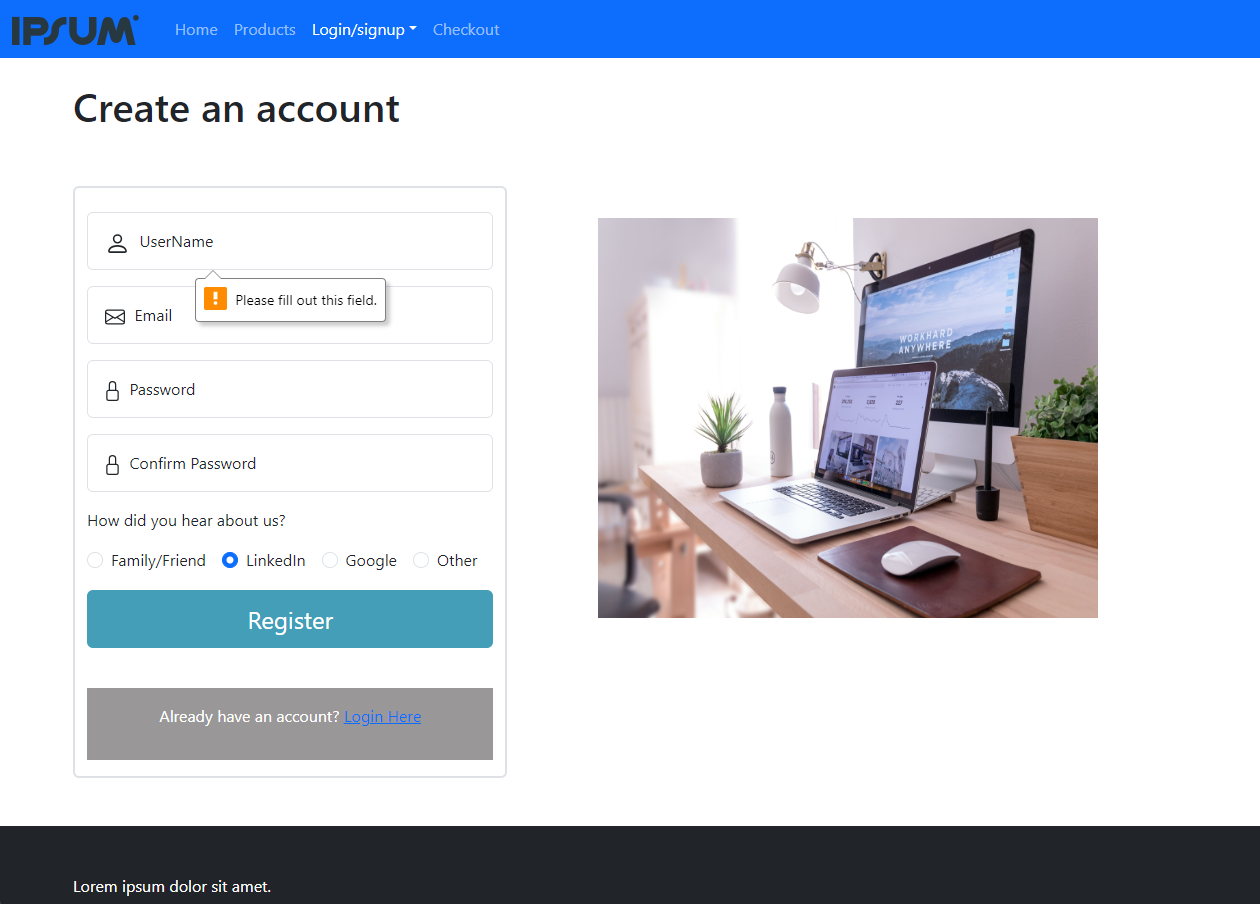 IPSUM
Home Products Login/signup Checkout
Create an account
UserName
Please fill out this field.
Email
Password
Confirm Password
How did you hear about us?
Family/Friend LinkedIn Google Other
Register
Already have an account? Login Here
WORKHARD
ANYWHERE
Lorem ipsum dolor sit amet.